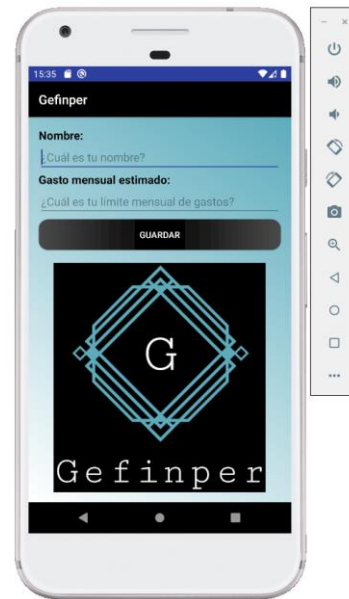 15:35
Gefinper
Nombre:
¿Cuál es tu nombre?
Gasto mensual estimado:
¿Cuál es tu límite mensual de gastos?
GUARDAR
G
Gefinper